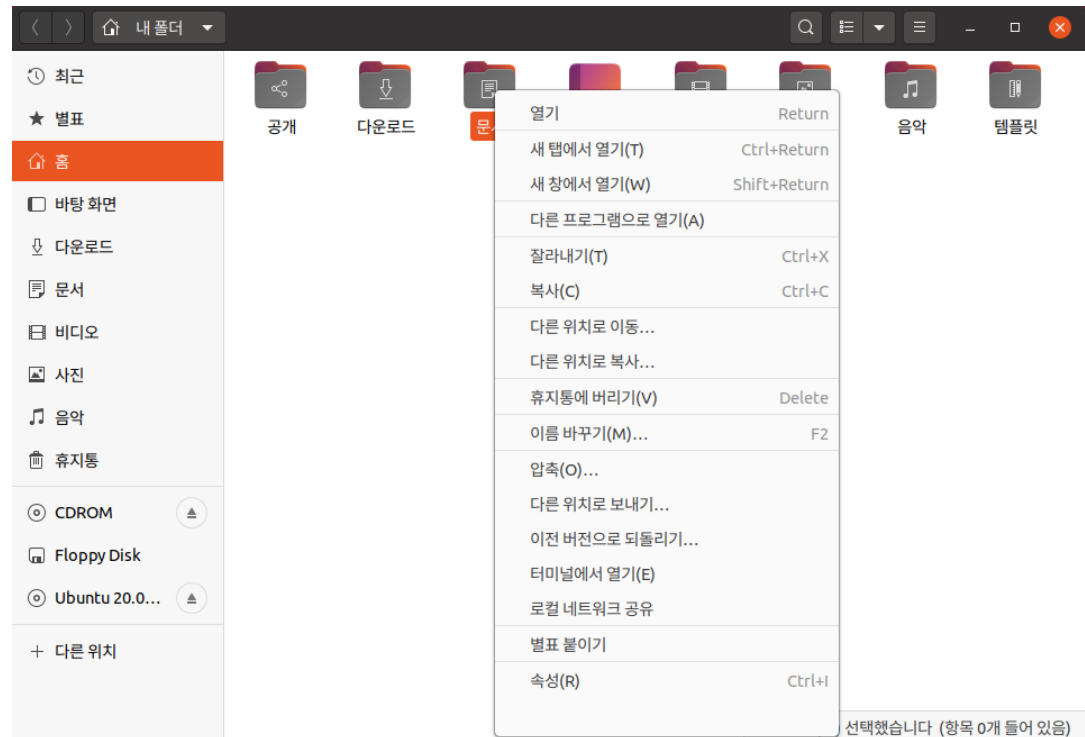 내 폴더
최근
별표
홈
바탕 화면
다운로드
문서
비디오
사진
음악
휴지통
CDROM
Floppy Disk
Ubuntu 20.0...
다른 위치
공개
다운로드
음악
템플릿
열기 Return
새 탭에서 열기(T) Ctrl+Return
새 창에서 열기(W) Shift+Return
다른 프로그램으로 열기(A)
잘라내기(T) Ctrl+X
복사(C) Ctrl+C
다른 위치로 이동...
다른 위치로 복사...
휴지통에 버리기(V) Delete
이름 바꾸기(M)... F2
압축(O)...
다른 위치로 보내기...
이전 버전으로 되돌리기...
터미널에서 열기(E)
로컬 네트워크 공유
별표 붙이기
속성(R) Ctrl+I
선택했습니다 (항목 0개 들어 있음)